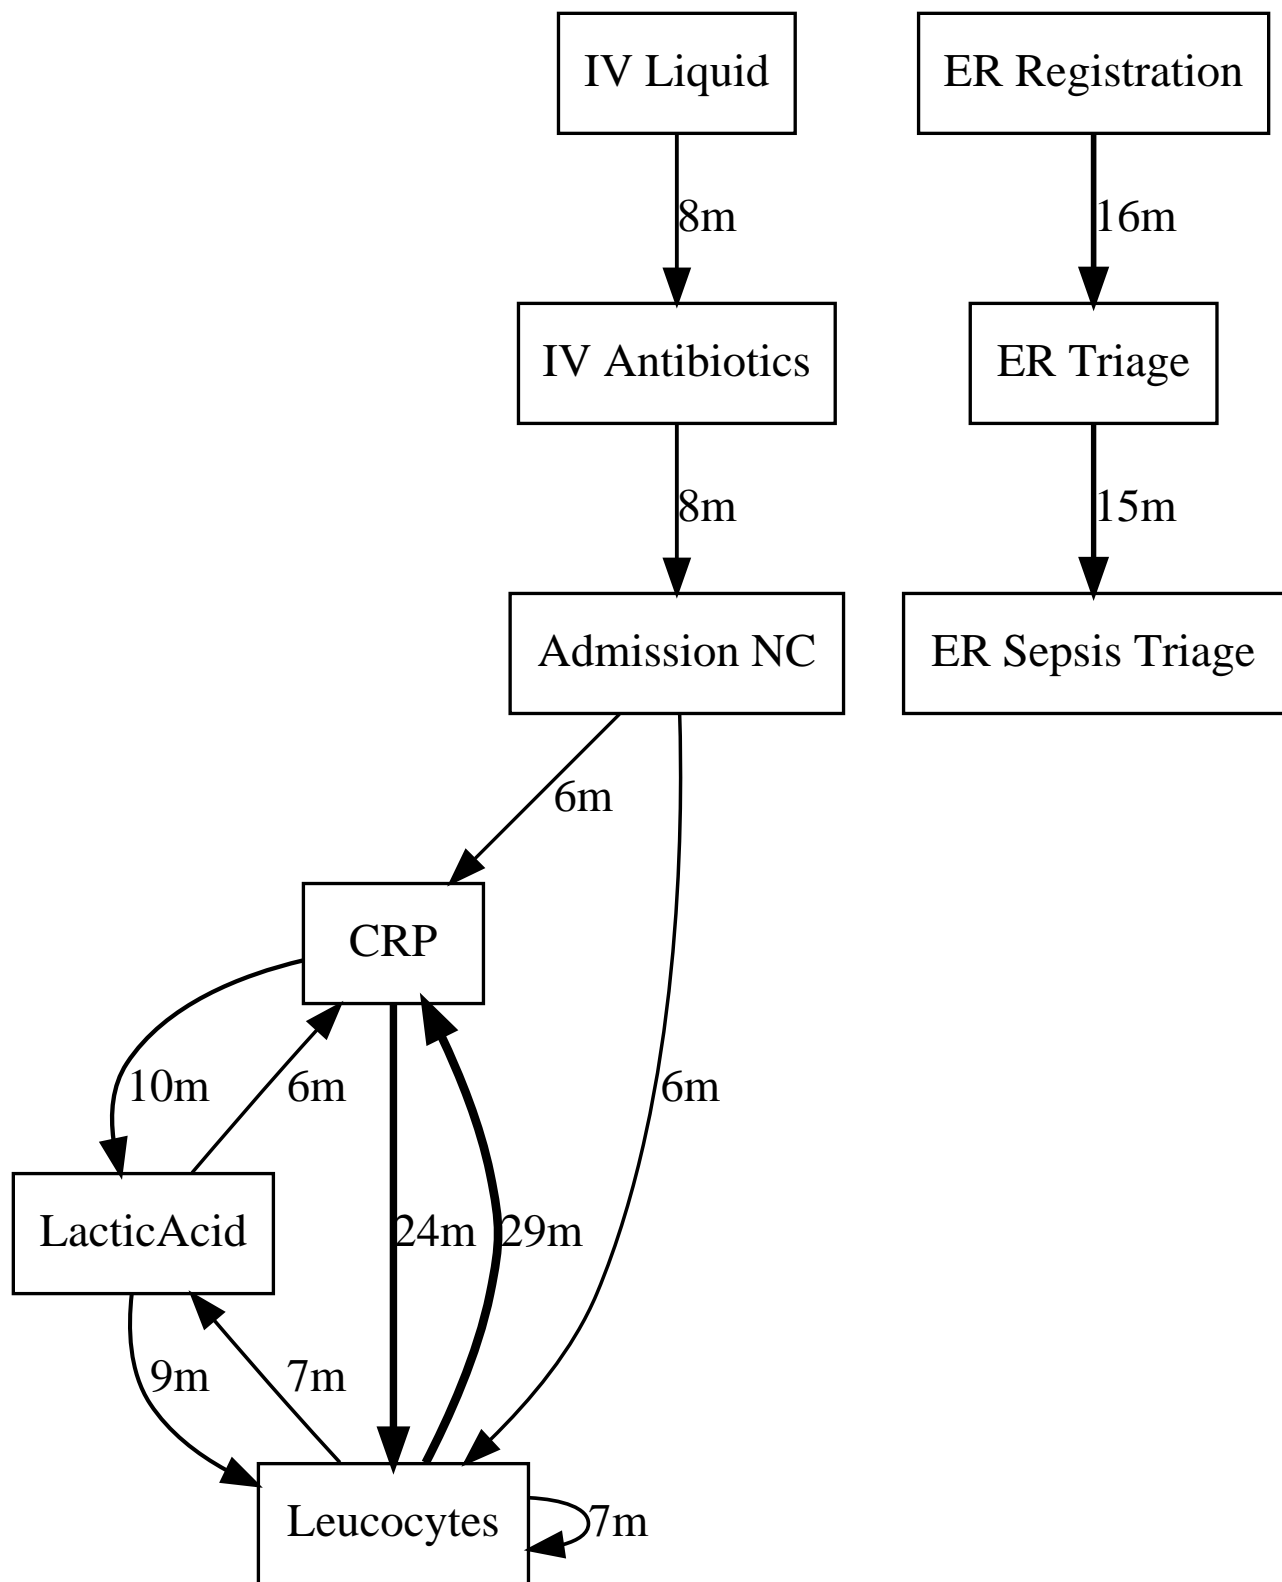 IV Liquid
ER Registration
8m
16m
IV Antibiotics
ER Triage
8m
15m
Admission NC
ER Sepsis Triage
6m
CRP
10m
6m
6m
LacticAcid
24m
29m
9m
7m
Leucocytes
7m